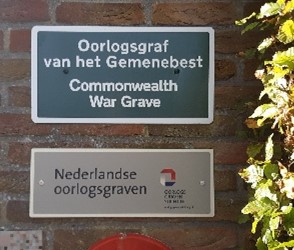 Oorlogsgraf
van het Gemenebest
Commonwealth
War Grave
Nederlandse
oorlogsgraven